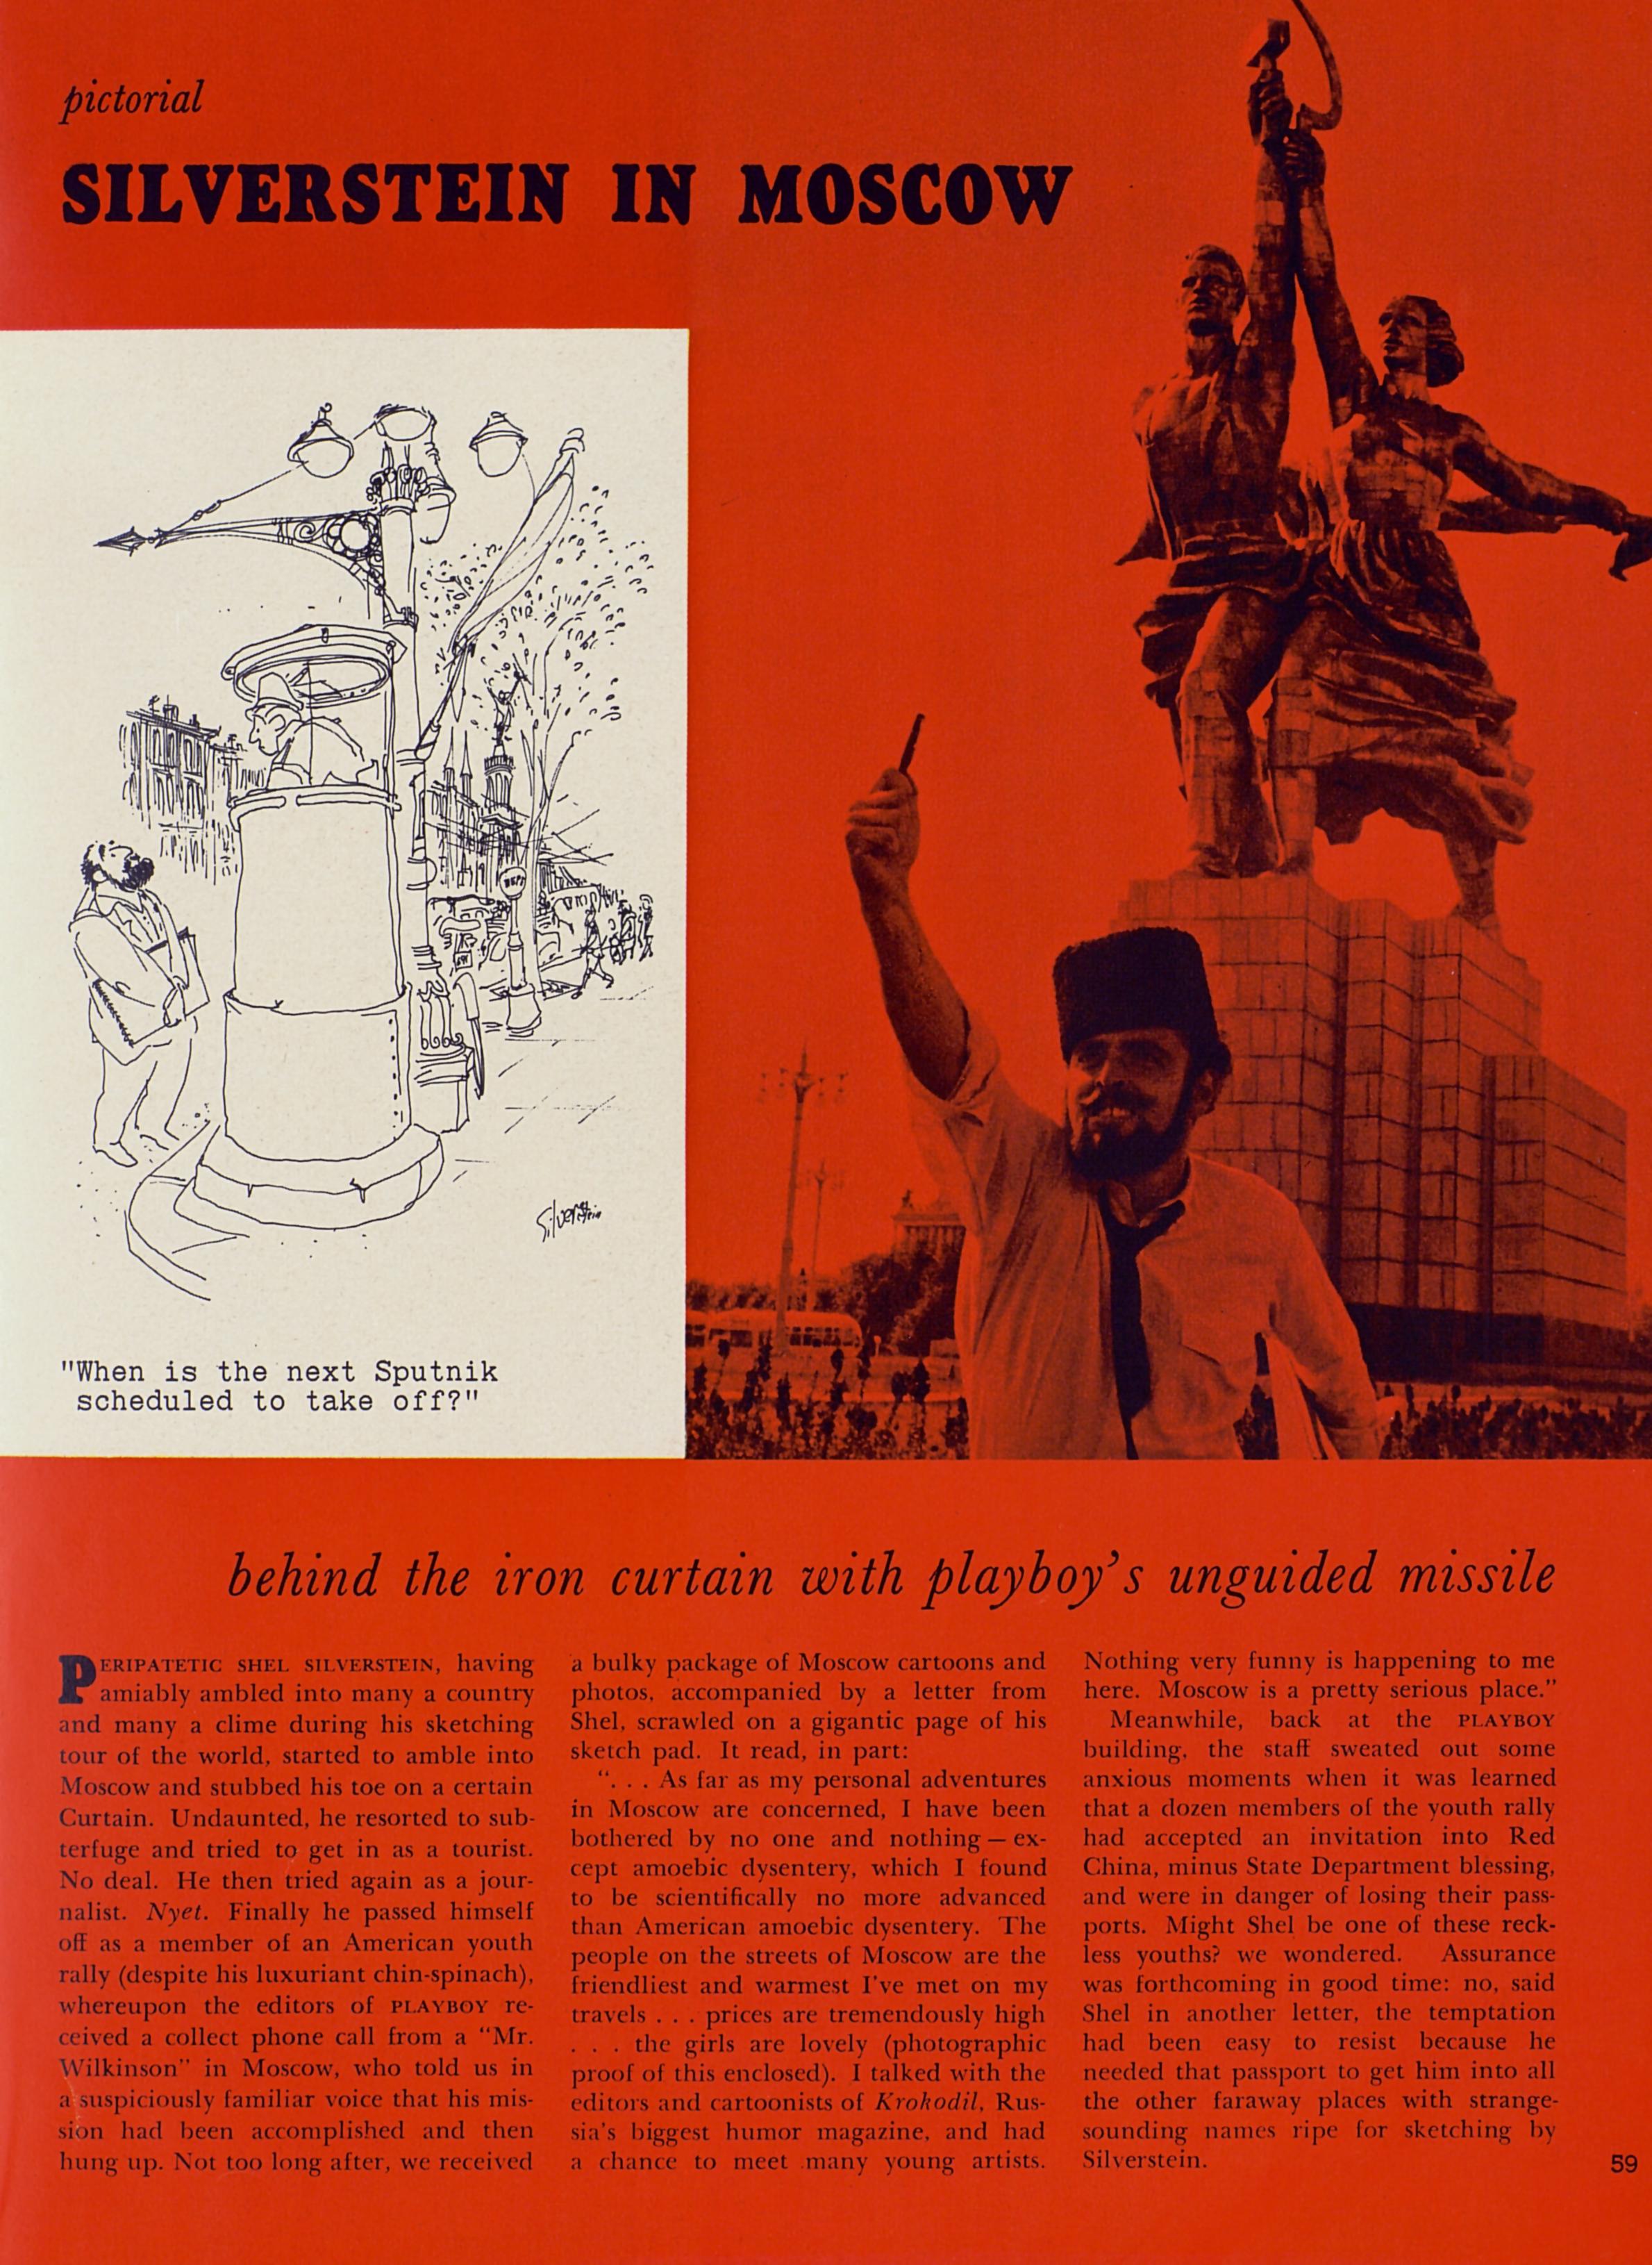 pictorial
SILVERSTEIN IN MOSCOW
Silverstein
"When is the next Sputnik
scheduled to take off?"
behind the iron curtain with playboy's unguided missile
PERIPATETIC SHEL SILVERSTEIN, having
amiably ambled into many a country
and many a clime during his sketching
tour of the world, started to amble into
Moscow and stubbed his toe on a certain
Curtain. Undaunted, he resorted to sub-
terfuge and tried to get in as a tourist.
No deal. He then tried again as a jour-
nalist. Nyet. Finally he passed himself
off as a member of an American youth
rally (despite his luxuriant chin-spinach),
whereupon the editors of PLAYBOY re-
ceived a collect phone call from a "Mr.
Wilkinson" in Moscow, who told us in
a suspiciously familiar voice that his mis-
sion had been accomplished and then
hung up. Not too long after, we received
a bulky package of Moscow cartoons and
photos, accompanied by a letter from
Shel, scrawled on a gigantic page of his
sketch pad. It read, in part:
". . . As far as my personal adventures
in Moscow are concerned, I have been
bothered by no one and nothing — ex-
cept amoebic dysentery, which I found
to be scientifically no more advanced
than American amoebic dysentery. The
people on the streets of Moscow are the
friendliest and warmest I've met on my
travels . . . prices are tremendously high
. . . the girls are lovely (photographic
proof of this enclosed). I talked with the
editors and cartoonists of Krokodil, Rus-
sia's biggest humor magazine, and had
a chance to meet many young artists.
Nothing very funny is happening to me
here. Moscow is a pretty serious place."
Meanwhile, back at the PLAYBOY
building, the staff sweated out some
anxious moments when it was learned
that a dozen members of the youth rally
had accepted an invitation into Red
China, minus State Department blessing,
and were in danger of losing their pass-
ports. Might Shel be one of these reck-
less youths? we wondered. Assurance
was forthcoming in good time: no, said
Shel in another letter, the temptation
had been easy to resist because he
needed that passport to get him into all
the other faraway places with strange-
sounding names ripe for sketching by
Silverstein.
59